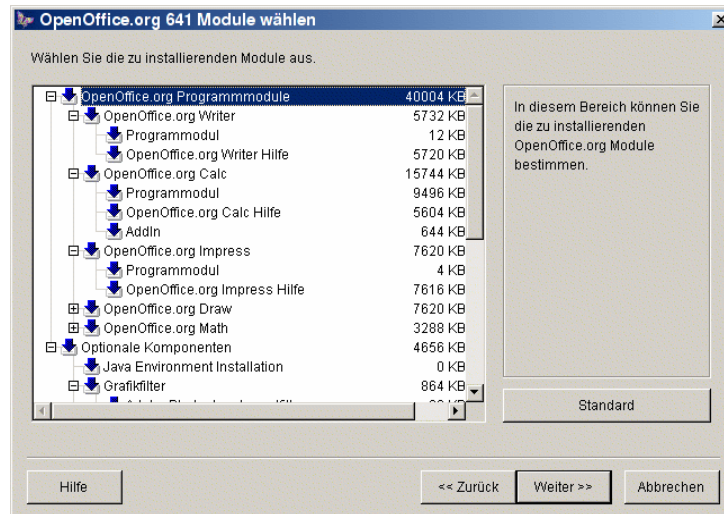 OpenOffice.org 641 Module wählen
Wählen Sie die zu installierenden Module aus.
OpenOffice.org Programmmodule 40004 KB
OpenOffice.org Writer 5732 KB
Programmodul 12 KB
OpenOffice.org Writer Hilfe 5720 KB
OpenOffice.org Calc 15744 KB
Programmodul 9496 KB
OpenOffice.org Calc Hilfe 5604 KB
AddIn 644 KB
OpenOffice.org Impress 7620 KB
Programmodul 4 KB
OpenOffice.org Impress Hilfe 7616 KB
OpenOffice.org Draw 7620 KB
OpenOffice.org Math 3288 KB
Optionale Komponenten 4656 KB
Java Environment Installation 0 KB
Grafikfilter 864 KB
In diesem Bereich können Sie
die zu installierenden
OpenOffice.org Module
bestimmen.
Standard
Hilfe
<< Zurück
Weiter >>
Abbrechen